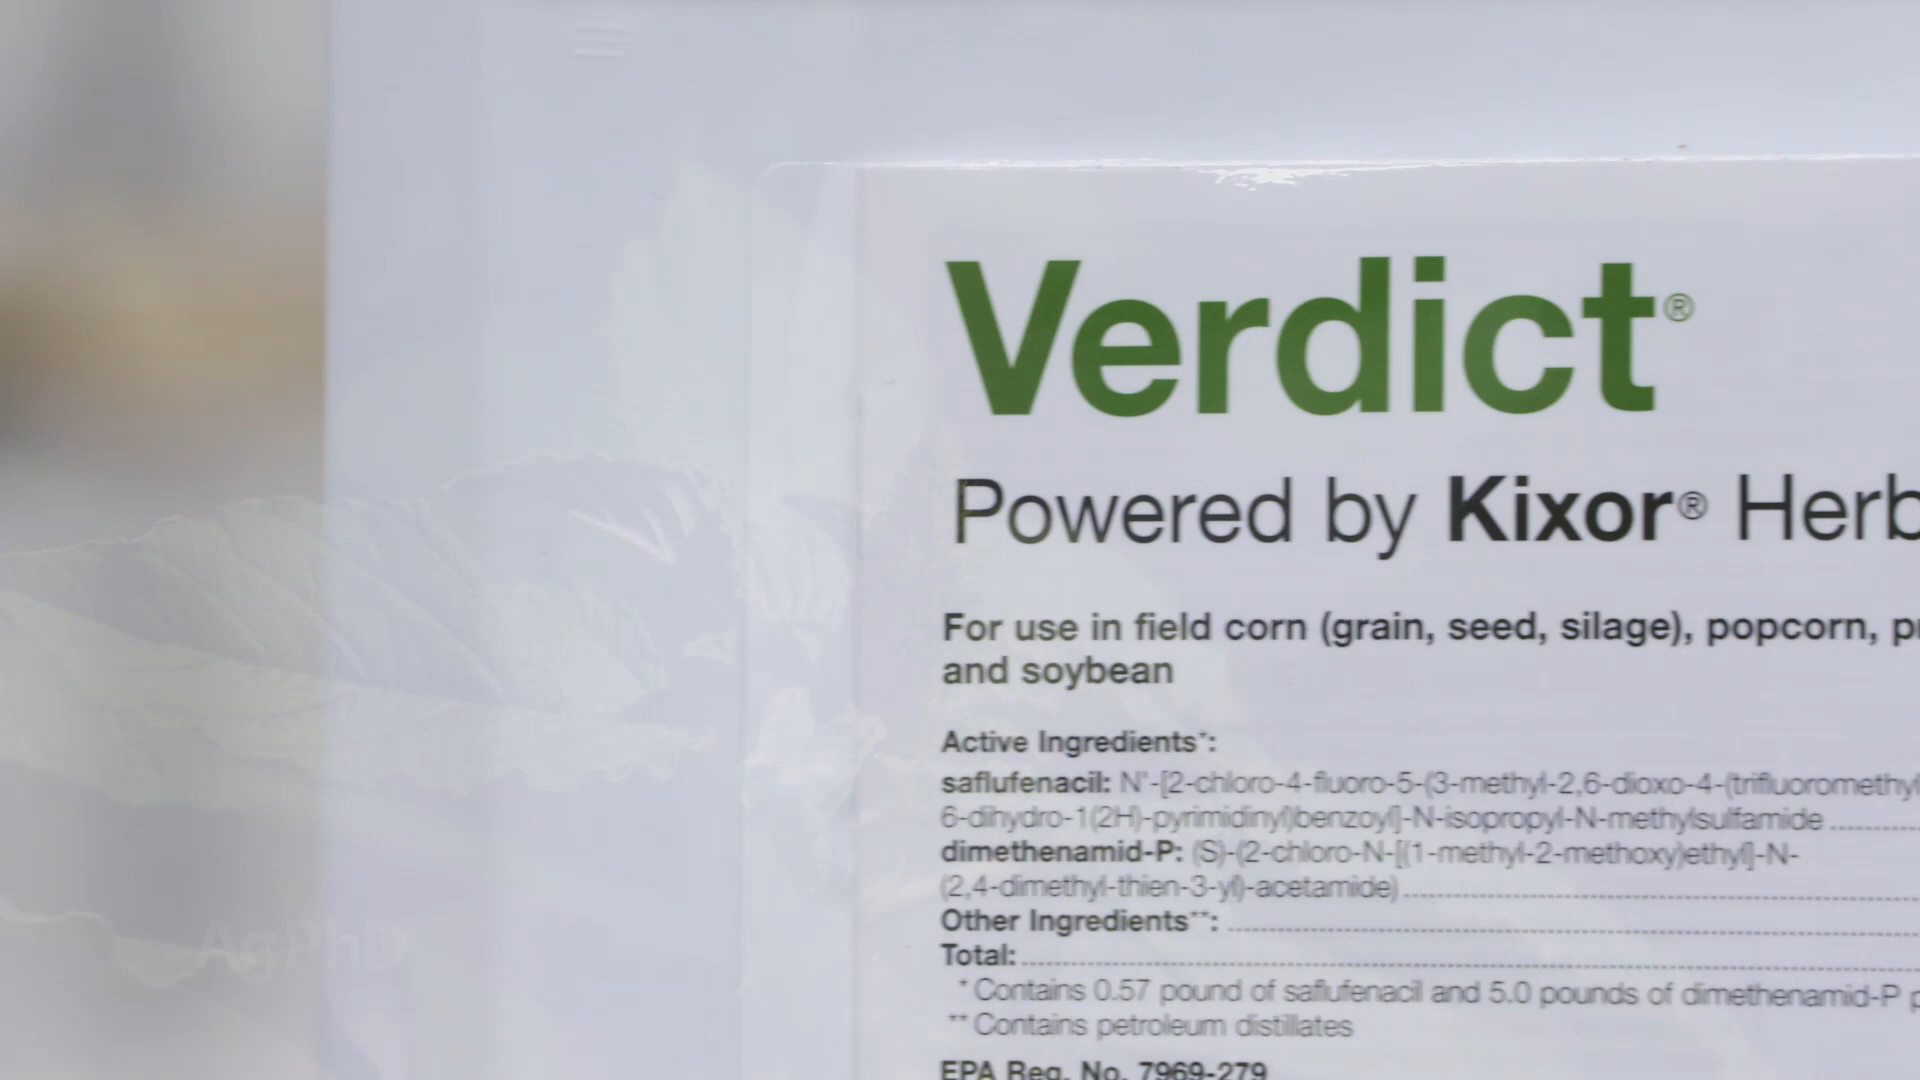 Verdict®
Powered by Kixor® Herb
For use in field corn (grain, seed, silage), popcorn,
and soybean
Active Ingredients*:
saflufenacil: N'-[2-chloro-4-fluoro-5-(3-methyl-2,6-dioxo-4-(trifluoromethyl
6-dihydro-1(2H)-pyrimidinyl)benzoyl]-N-isopropyl-N-methylsulfamide
dimethenamid-P: (S)-(2-chloro-N-[(1-methyl-2-methoxy)ethyl]-N-
(2,4-dimethyl-thien-3-yl)-acetamide)
Other Ingredients**:
Total:
* Contains 0.57 pound of saflufenacil and 5.0 pounds of dimethenamid-P
** Contains petroleum distillates
EPA Reg. No. 7969-279
AgPhD